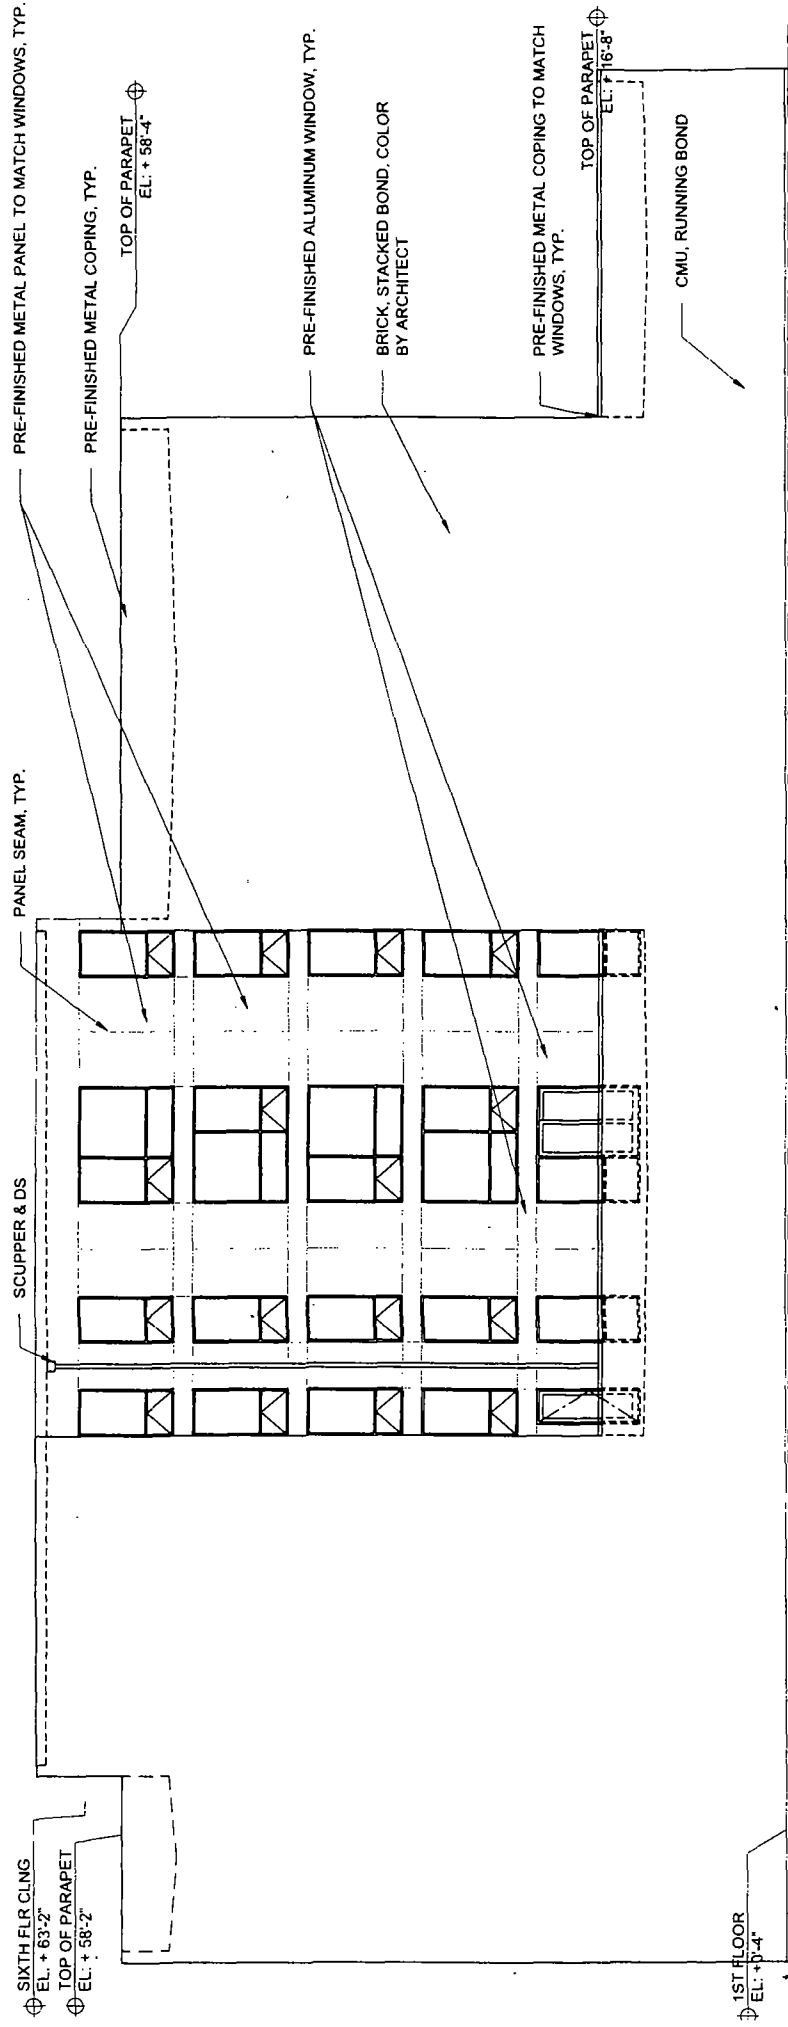 PRE-FINISHED METAL PANEL TO MATCH WINDOWS, TYP.
PRE-FINISHED METAL COPING, TYP.
TOP OF PARAPET
EL: + 58'-4"
PRE-FINISHED ALUMINUM WINDOW, TYP.
BRICK, STACKED BOND, COLOR
BY ARCHITECT
PRE-FINISHED METAL COPING TO MATCH
WINDOWS, TYP.
TOP OF PARAPET
EL: + 16'-8"
CMU, RUNNING BOND
PANEL SEAM, TYP.
SCUPPER & DS
SIXTH FLR CLNG
EL. + 63'-2"
TOP OF PARAPET
EL: + 58'-2"
1ST FLOOR
EL: +0'-4"